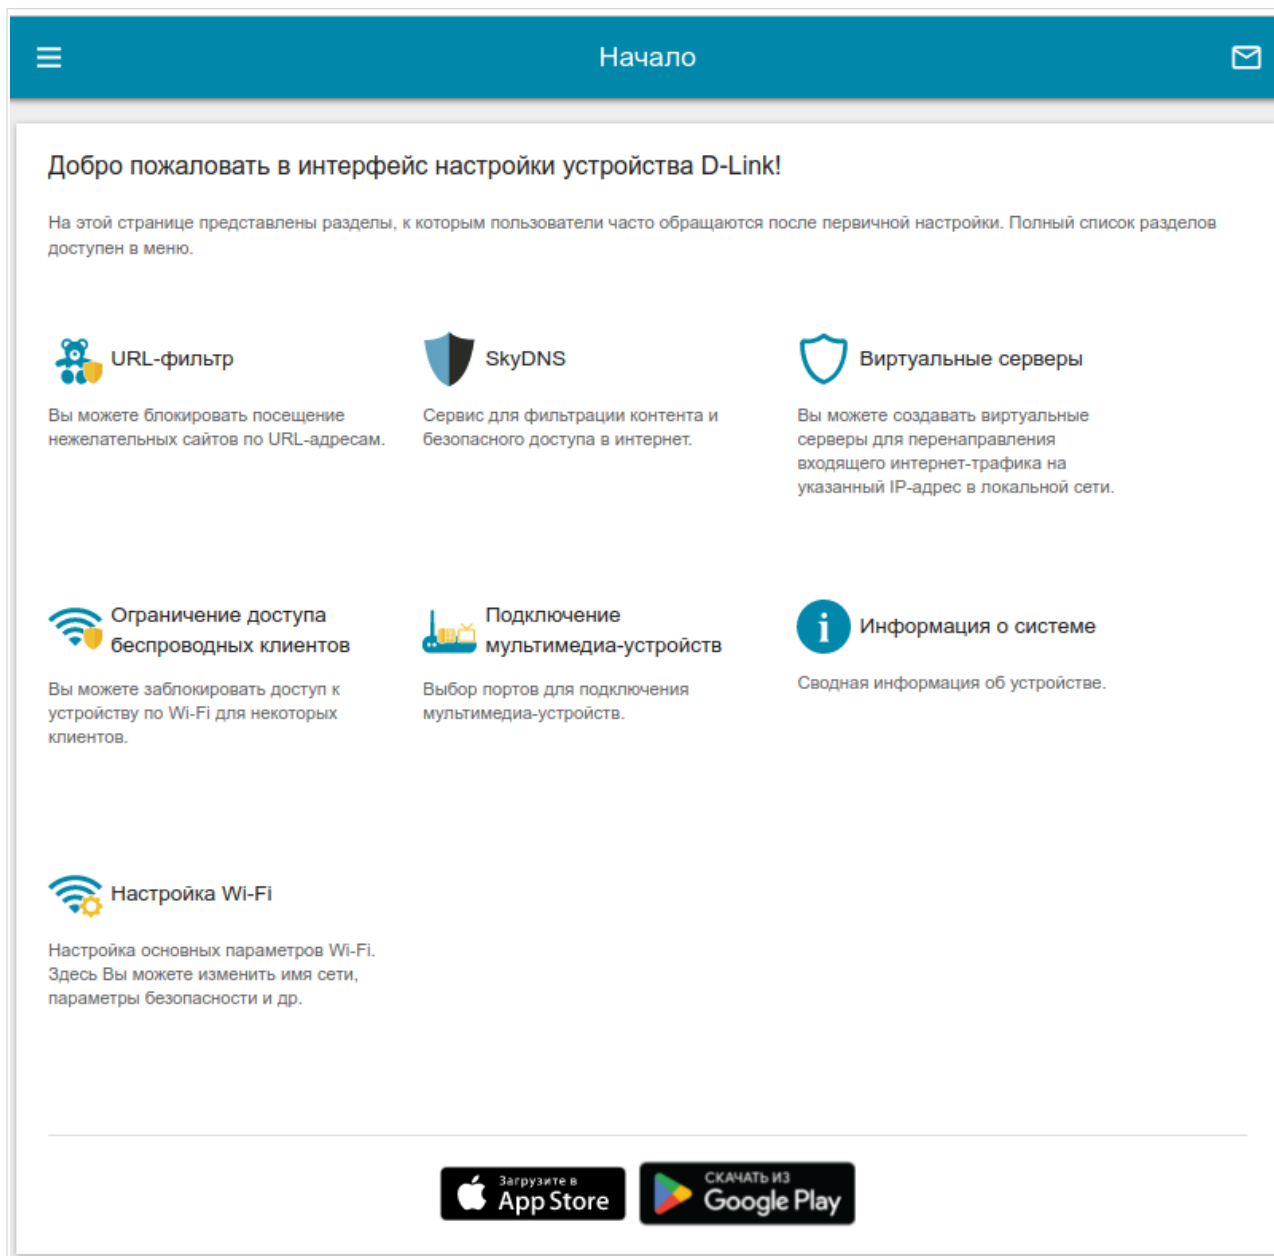 Начало
Добро пожаловать в интерфейс настройки устройства D-Link!
На этой странице представлены разделы, к которым пользователи часто обращаются после первичной настройки. Полный список разделов
доступен в меню.
URL-фильтр
Вы можете блокировать посещение
нежелательных сайтов по URL-адресам.
SkyDNS
Сервис для фильтрации контента и
безопасного доступа в интернет.
Виртуальные серверы
Вы можете создавать виртуальные
серверы для перенаправления
входящего интернет-трафика на
указанный IP-адрес в локальной сети.
Ограничение доступа
беспроводных клиентов
Вы можете заблокировать доступ к
устройству по Wi-Fi для некоторых
клиентов.
Подключение
мультимедиа-устройств
Выбор портов для подключения
мультимедиа-устройств.
Информация о системе
Сводная информация об устройстве.
Настройка Wi-Fi
Настройка основных параметров Wi-Fi.
Здесь Вы можете изменить имя сети,
параметры безопасности и др.
Загрузите в
App Store
СКАЧАТЬ ИЗ
Google Play